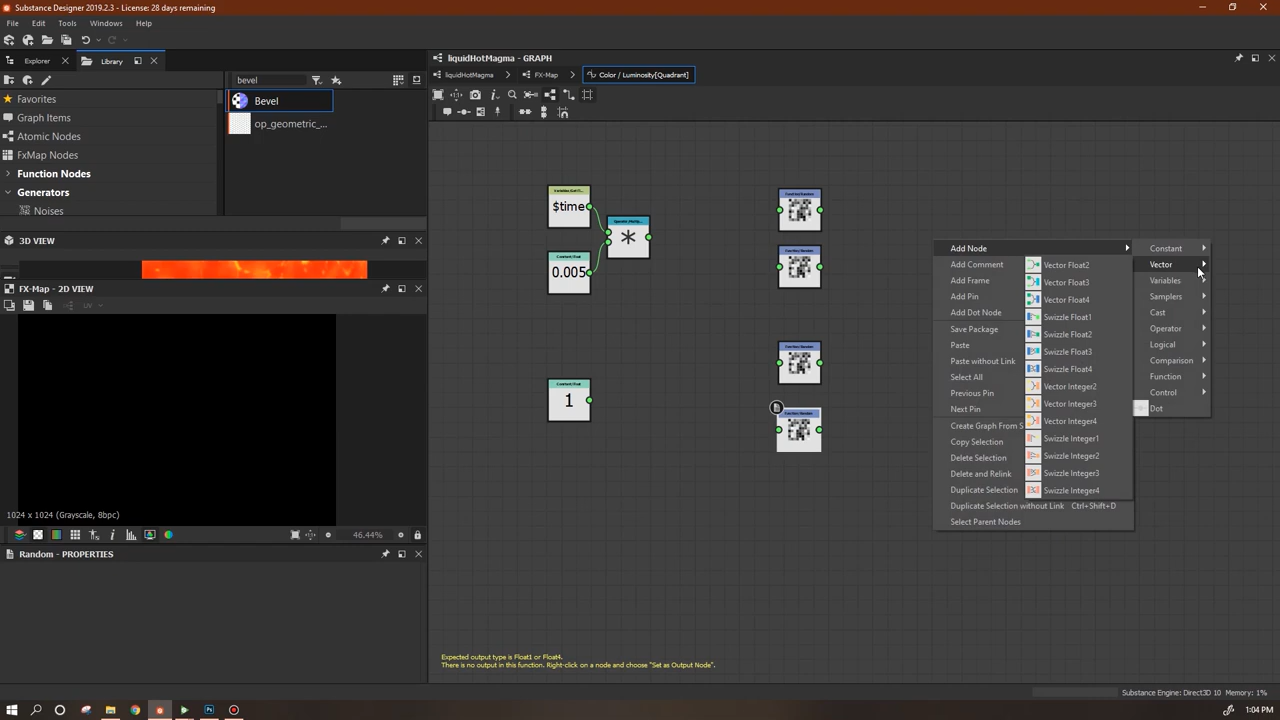 Substance Designer 2019.2.3 - License: 28 days remaining
File Edit Tools Windows Help
Explorer Library
bevel
Favorites
Graph Items
Atomic Nodes
FxMap Nodes
Function Nodes
Generators
Noises
Bevel
op_geometric_...
3D VIEW
FX-Map - 2D VIEW
UV
1024 x 1024 (Grayscale, 8bpc)
46.44%
Random - PROPERTIES
liquidHotMagma - GRAPH
liquidHotMagma FX-Map Color / Luminosity[Quadrant]
$time
*
0.005
1
Add Node
Add Comment
Add Frame
Add Pin
Add Dot Node
Save Package
Paste
Paste without Link
Select All
Previous Pin
Next Pin
Create Graph From S
Copy Selection
Delete Selection
Delete and Relink
Duplicate Selection
Duplicate Selection without Link Ctrl+Shift+D
Select Parent Nodes
Vector Float2
Vector Float3
Vector Float4
Swizzle Float1
Swizzle Float2
Swizzle Float3
Swizzle Float4
Vector Integer2
Vector Integer3
Vector Integer4
Swizzle Integer1
Swizzle Integer2
Swizzle Integer3
Swizzle Integer4
Constant
Vector
Variables
Samplers
Cast
Operator
Logical
Comparison
Function
Control
Dot
Expected output type is Float1 or Float4.
There is no output in this function. Right-click on a node and choose "Set as Output Node".
Substance Engine: Direct3D 10 Memory: 1%
1:04 PM